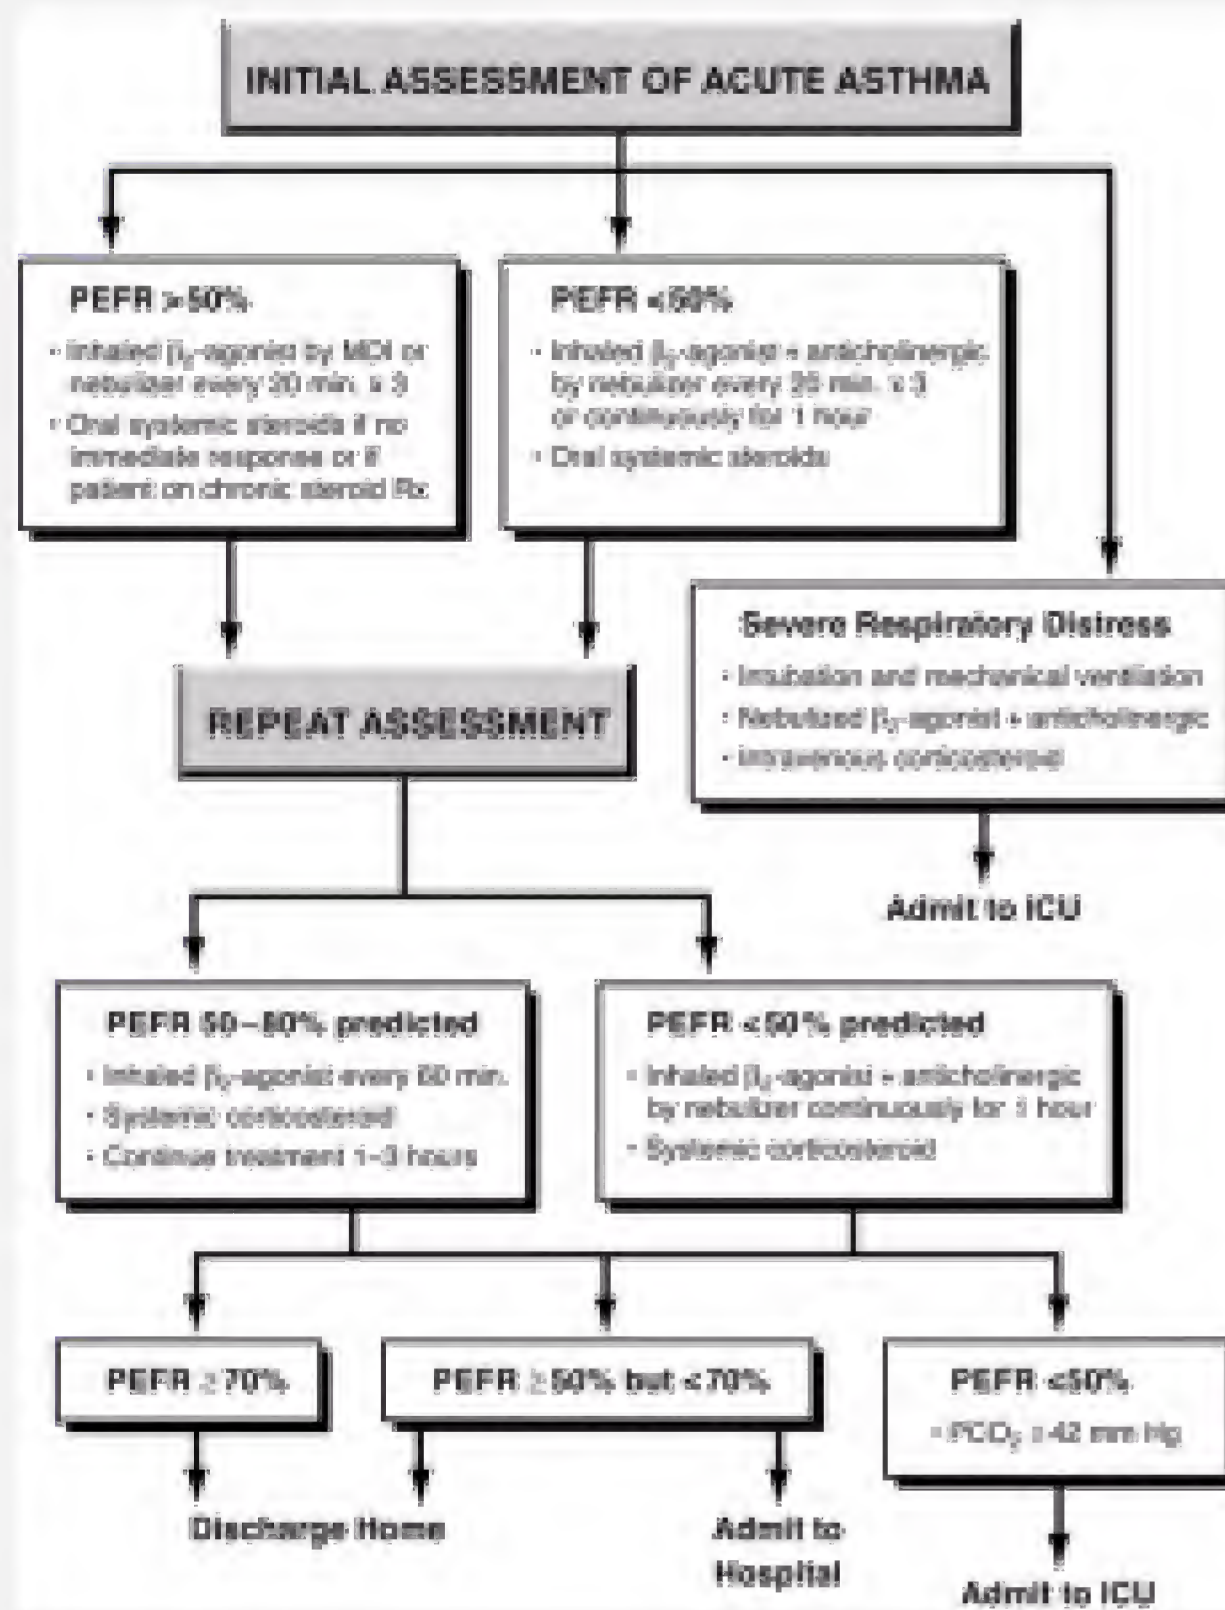 INITIAL ASSESSMENT OF ACUTE ASTHMA
PEFR >50%
• Inhaled β₂-agonist by MDI or
nebulizer every 20 min. x 3
• Oral systemic steroids if no
immediate response or if
patient on chronic steroid Rx
PEFR <50%
• Inhaled β₂-agonist + anticholinergic
by nebulizer every 20 min. x 3
or continuously for 1 hour
• Oral systemic steroids
Severe Respiratory Distress
• Intubation and mechanical ventilation
• Nebulized β₂-agonist + anticholinergic
• Intravenous corticosteroid
Admit to ICU
REPEAT ASSESSMENT
PEFR 50–80% predicted
• Inhaled β₂-agonist every 60 min.
• Systemic corticosteroid
• Continue treatment 1–3 hours
PEFR <50% predicted
• Inhaled β₂-agonist + anticholinergic
by nebulizer continuously for 1 hour
• Systemic corticosteroid
PEFR ≥70%
PEFR ≥50% but <70%
PEFR <50%
• PCO₂ ≥42 mm Hg
Discharge Home
Admit to
Hospital
Admit to ICU